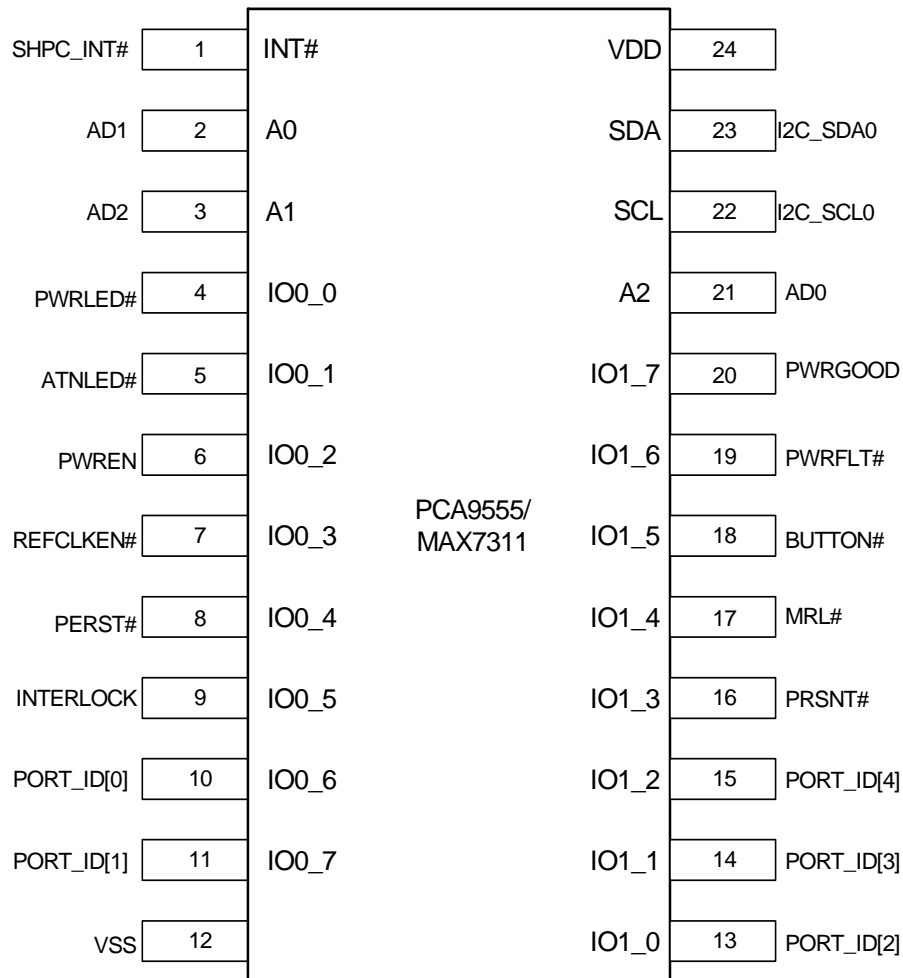 SHPC_INT# 1 INT# VDD 24
AD1 2 A0 SDA 23 I2C_SDA0
AD2 3 A1 SCL 22 I2C_SCL0
PWRLED# 4 IO0_0 A2 21 AD0
ATNLED# 5 IO0_1 IO1_7 20 PWRGOOD
PWREN 6 IO0_2 IO1_6 19 PWRFLT#
PCA9555/
MAX7311
REFCLKEN# 7 IO0_3 IO1_5 18 BUTTON#
PERST# 8 IO0_4 IO1_4 17 MRL#
INTERLOCK 9 IO0_5 IO1_3 16 PRSNT#
PORT_ID[0] 10 IO0_6 IO1_2 15 PORT_ID[4]
PORT_ID[1] 11 IO0_7 IO1_1 14 PORT_ID[3]
VSS 12 IO1_0 13 PORT_ID[2]